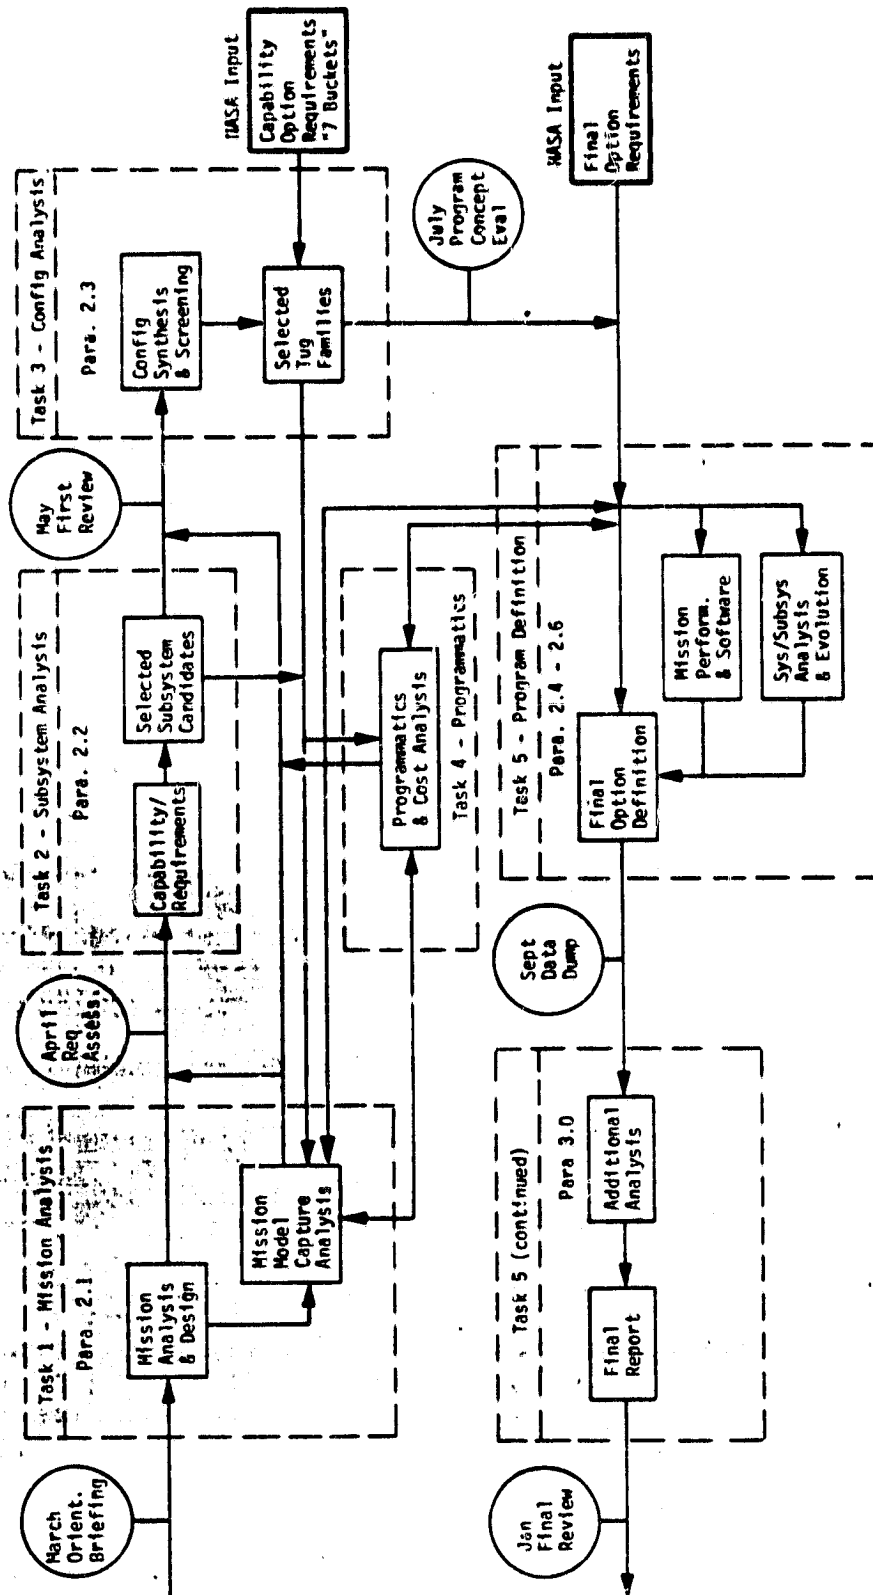 March
Orient.
Briefing
Task 1 - Mission Analysis
Para. 2.1
Mission
Analysis
& Design
Mission
Model
Capture
Analysis
April
Req
Assess.
Task 2 - Subsystem Analysis
Para. 2.2
Capability/
Requirements
Selected
Subsystem
Candidates
May
First
Review
Task 3 - Config Analysis
Para. 2.3
Config
Synthesis
& Screening
Selected
Tug
Families
NASA Input
Capability
Option
Requirements
"7 Buckets"
Programmatics
& Cost Analysis
Task 4 - Programmatics
July
Program
Concept
Eval
NASA Input
Final
Option
Requirements
Task 5 - Program Definition
Para. 2.4 - 2.6
Mission
Perform.
& Software
Sys/Subsys
Analysis
& Evolution
Final
Option
Definition
Sept
Data
Dump
Task 5 (continued)
Para 3.0
Additional
Analysis
Final
Report
Jan
Final
Review